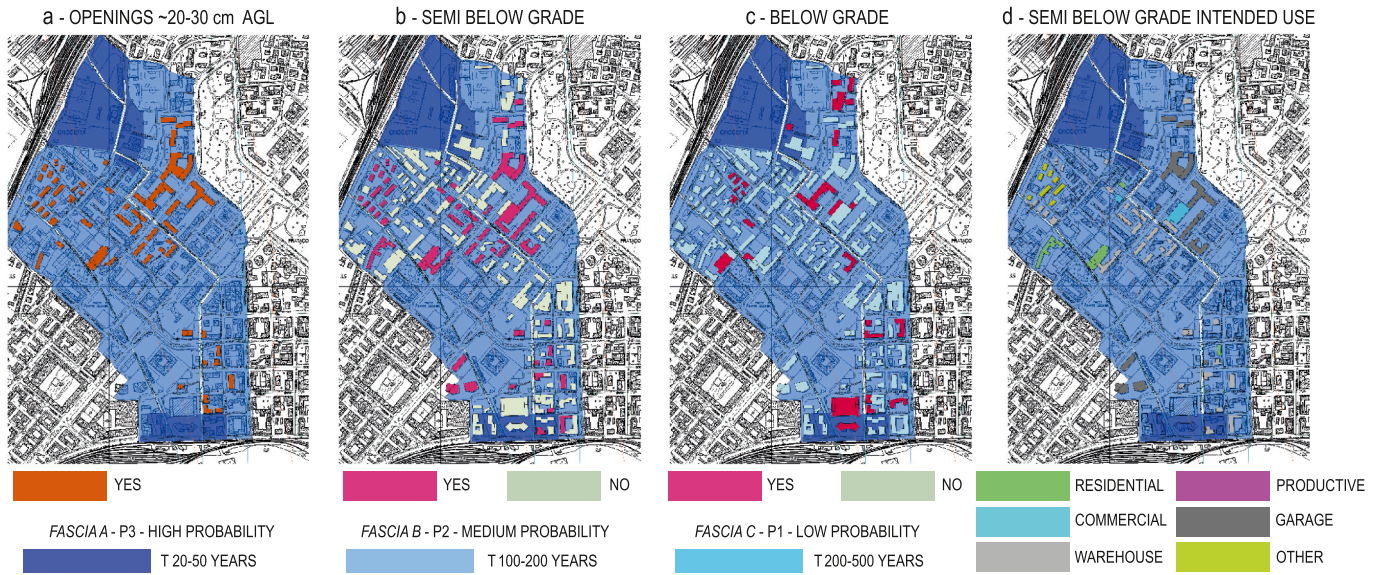 a - OPENINGS ~20-30 cm AGL
b - SEMI BELOW GRADE
c - BELOW GRADE
d - SEMI BELOW GRADE INTENDED USE
YES
YES
NO
YES
NO
RESIDENTIAL
PRODUCTIVE
COMMERCIAL
GARAGE
WAREHOUSE
OTHER
FASCIA A - P3 - HIGH PROBABILITY
FASCIA B - P2 - MEDIUM PROBABILITY
FASCIA C - P1 - LOW PROBABILITY
T 20-50 YEARS
T 100-200 YEARS
T 200-500 YEARS